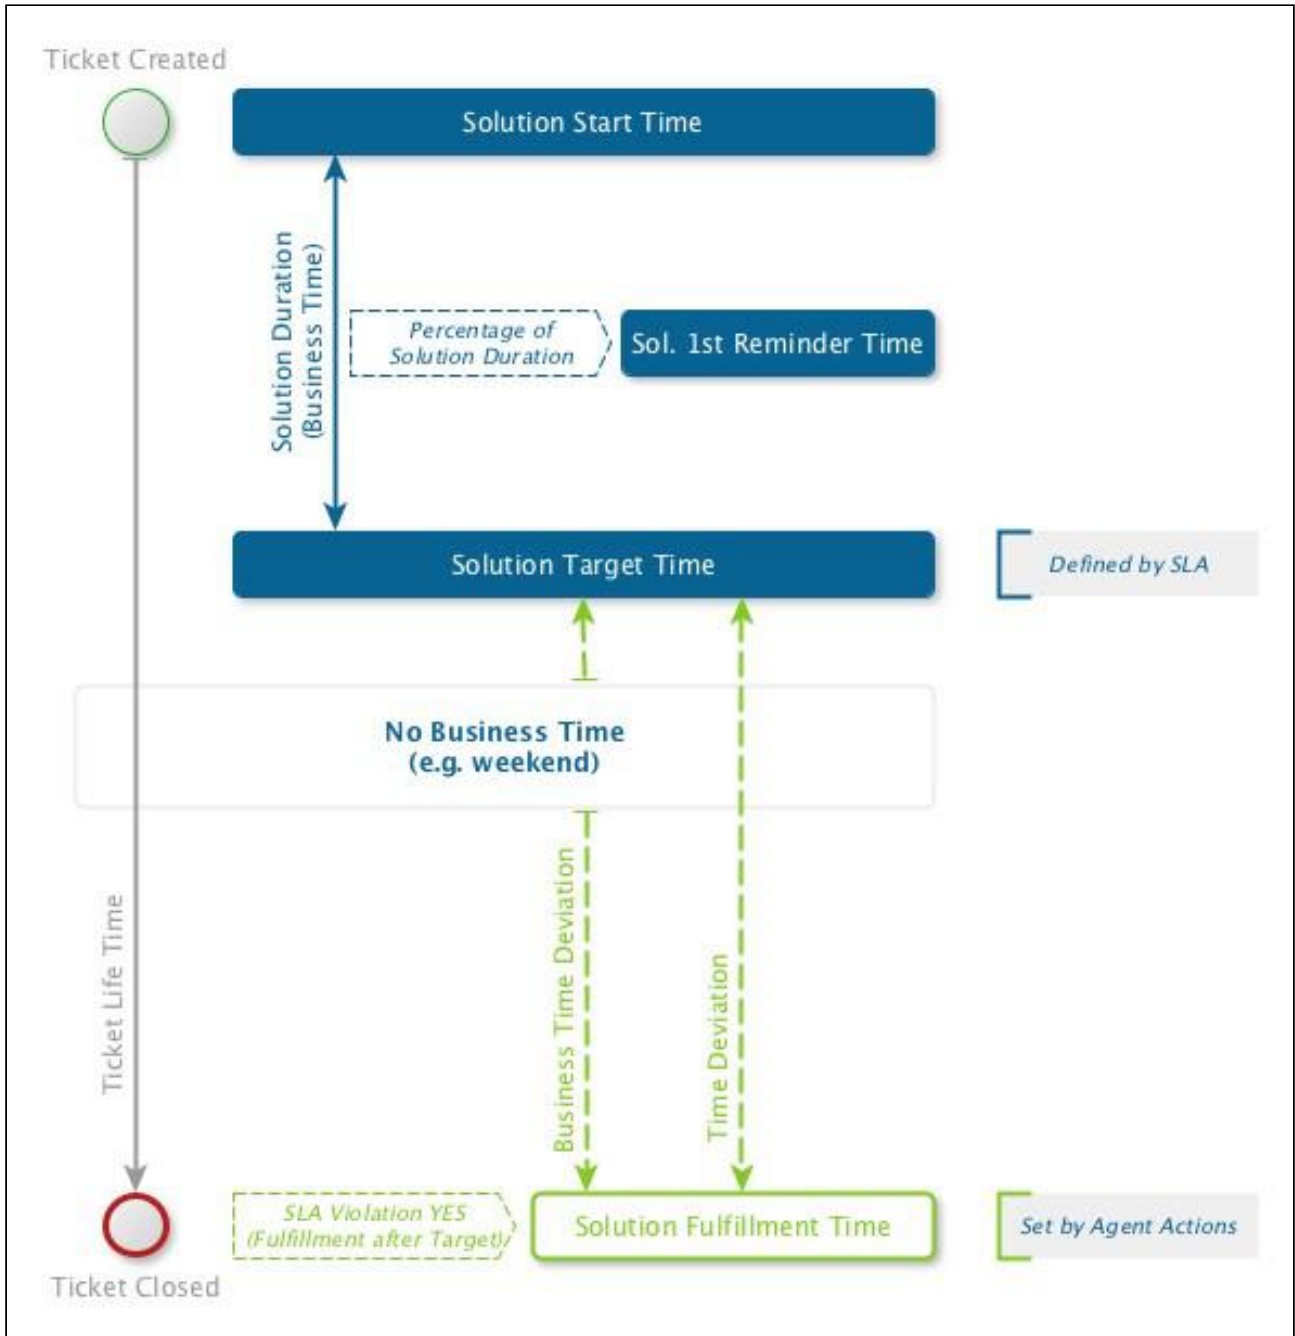 Ticket Created
Solution Start Time
Solution Duration
(Business Time)
Percentage of
Solution Duration
Sol. 1st Reminder Time
Solution Target Time
Defined by SLA
No Business Time
(e.g. weekend)
Ticket Life Time
Business Time Deviation
Time Deviation
SLA Violation YES
(Fulfillment after Target)
Solution Fulfillment Time
Set by Agent Actions
Ticket Closed